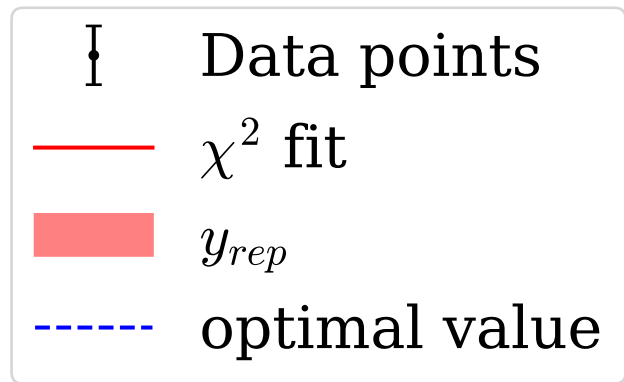 Data points
χ² fit
y_rep
optimal value